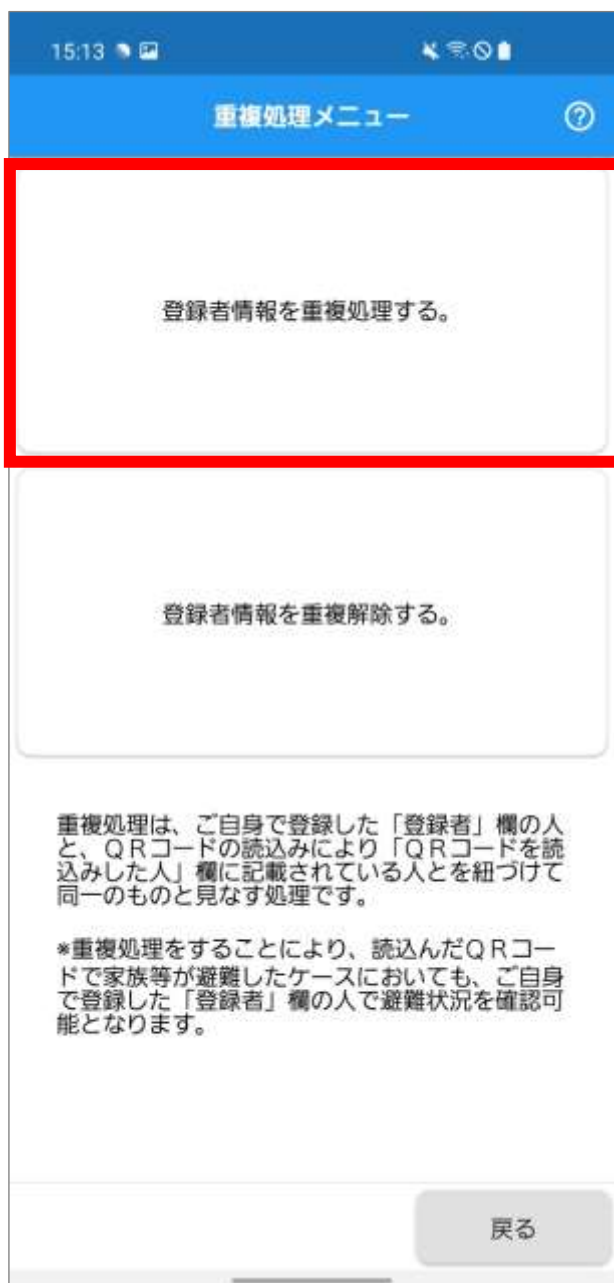 15:13
重複処理メニュー
登録者情報を重複処理する。
登録者情報を重複解除する。
重複処理は、ご自身で登録した「登録者」欄の人
と、ＱＲコードの読込みにより「ＱＲコードを読
込みした人」欄に記載されている人とを紐づけて
同一のものと見なす処理です。
*重複処理をすることにより、読込んだＱＲコー
ドで家族等が避難したケースにおいても、ご自身
で登録した「登録者」欄の人で避難状況を確認可
能となります。
戻る